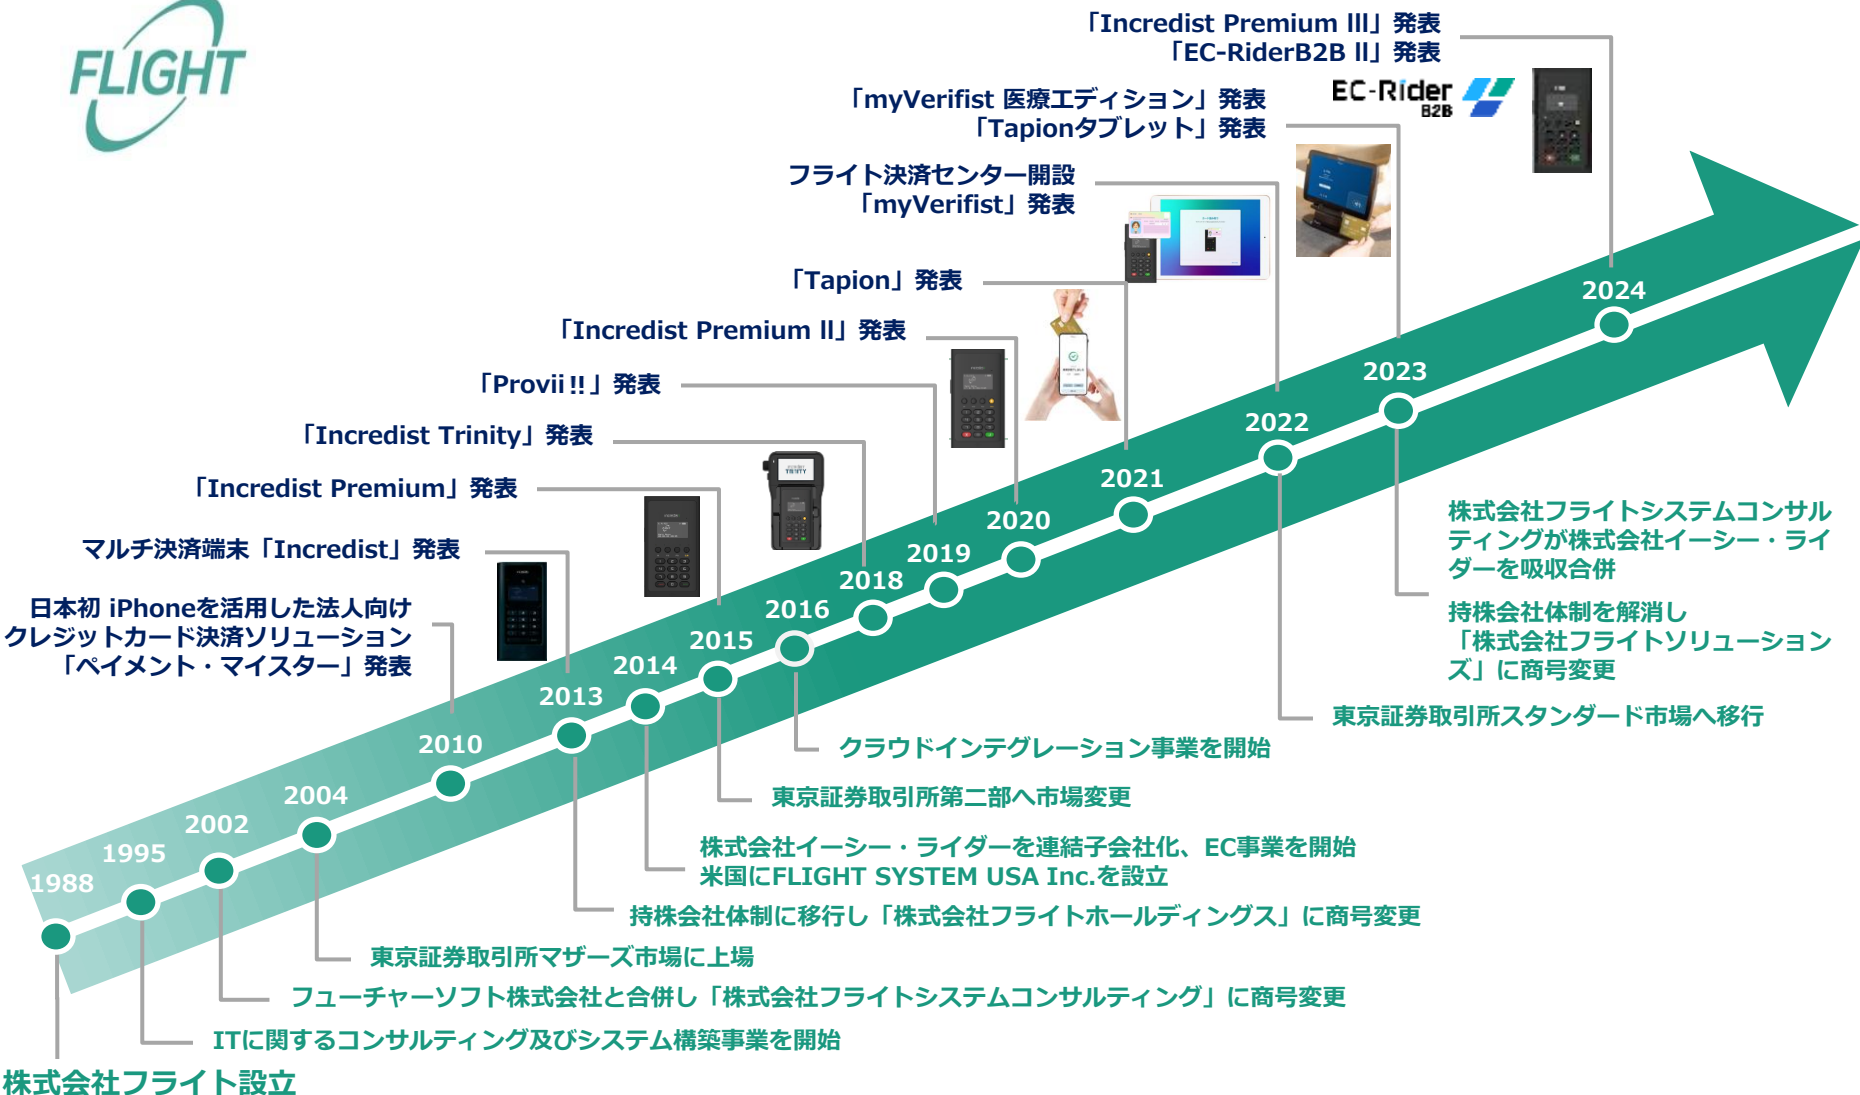 FLIGHT
「Incredist Premium Ⅲ」発表
「EC-RiderB2B Ⅱ」発表
EC-Rider
B2B
「myVerifist 医療エディション」発表
「Tapionタブレット」発表
フライト決済センター開設
「myVerifist」発表
「Tapion」発表
「Incredist Premium Ⅱ」発表
「Provii!!」発表
「Incredist Trinity」発表
「Incredist Premium」発表
マルチ決済端末「Incredist」発表
日本初 iPhoneを活用した法人向け
クレジットカード決済ソリューション
「ペイメント・マイスター」発表
TRINITY
2024
2023
2022
2021
2020
2019
2018
2016
2015
2014
2013
2010
2004
2002
1995
1988
株式会社フライトシステムコンサル
ティングが株式会社イーシー・ライ
ダーを吸収合併
持株会社体制を解消し
「株式会社フライトソリューション
ズ」に商号変更
東京証券取引所スタンダード市場へ移行
クラウドインテグレーション事業を開始
東京証券取引所第二部へ市場変更
株式会社イーシー・ライダーを連結子会社化、EC事業を開始
米国にFLIGHT SYSTEM USA Inc.を設立
持株会社体制に移行し「株式会社フライトホールディングス」に商号変更
東京証券取引所マザーズ市場に上場
フューチャーソフト株式会社と合併し「株式会社フライトシステムコンサルティング」に商号変更
ITに関するコンサルティング及びシステム構築事業を開始
株式会社フライト設立